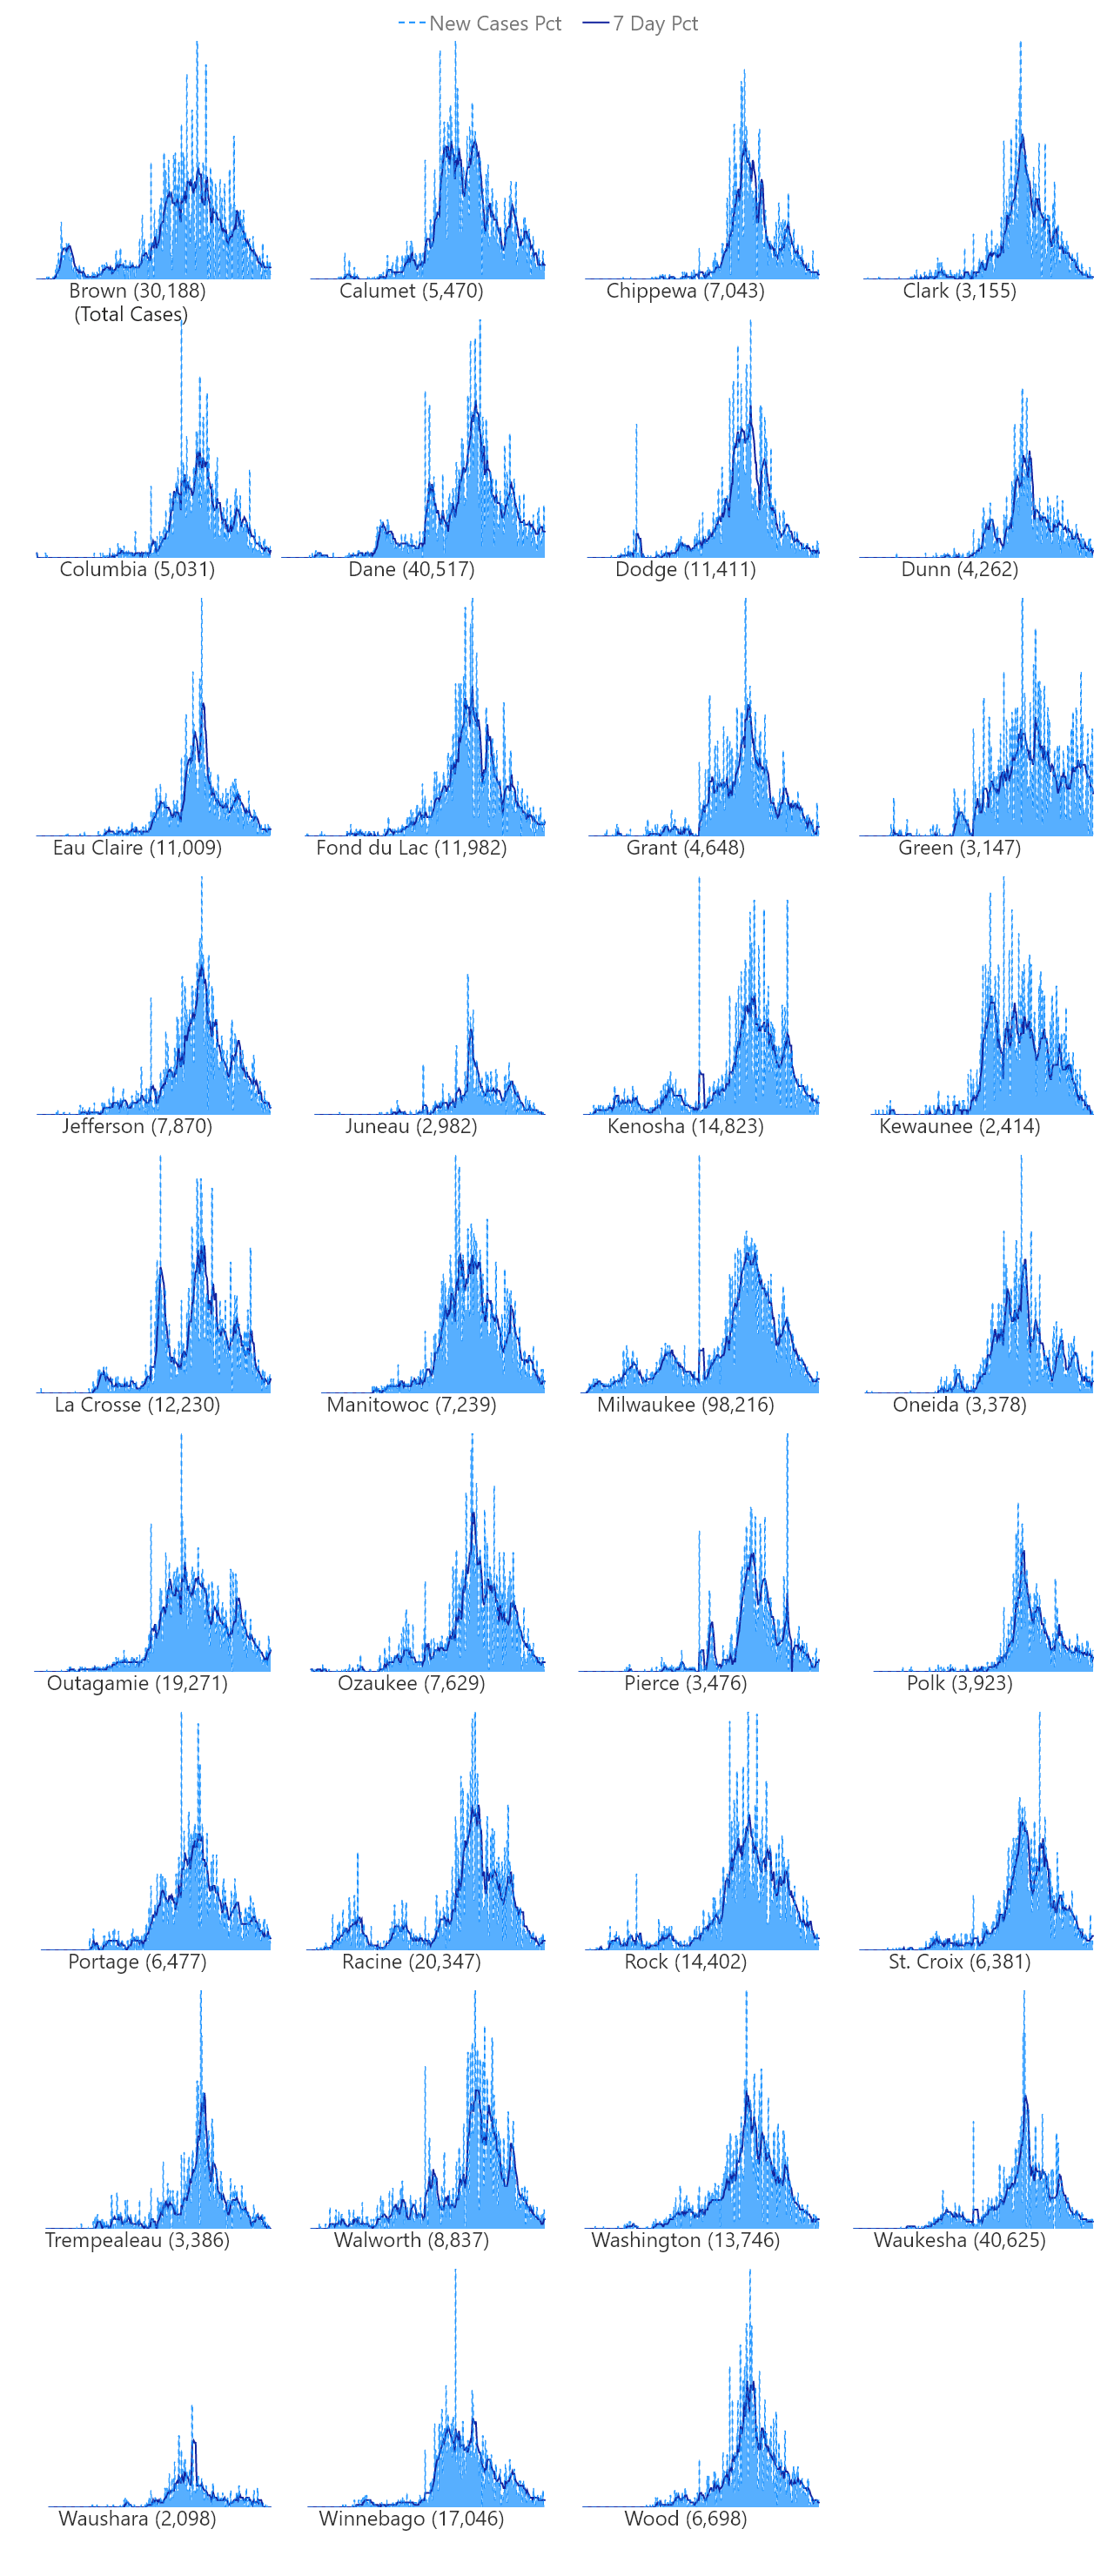 New Cases Pct 7 Day Pct
Brown (30,188) Calumet (5,470) Chippewa (7,043) Clark (3,155)
(Total Cases)
Columbia (5,031) Dane (40,517) Dodge (11,411) Dunn (4,262)
Eau Claire (11,009) Fond du Lac (11,982) Grant (4,648) Green (3,147)
Jefferson (7,870) Juneau (2,982) Kenosha (14,823) Kewaunee (2,414)
La Crosse (12,230) Manitowoc (7,239) Milwaukee (98,216) Oneida (3,378)
Outagamie (19,271) Ozaukee (7,629) Pierce (3,476) Polk (3,923)
Portage (6,477) Racine (20,347) Rock (14,402) St. Croix (6,381)
Trempealeau (3,386) Walworth (8,837) Washington (13,746) Waukesha (40,625)
Waushara (2,098) Winnebago (17,046) Wood (6,698)